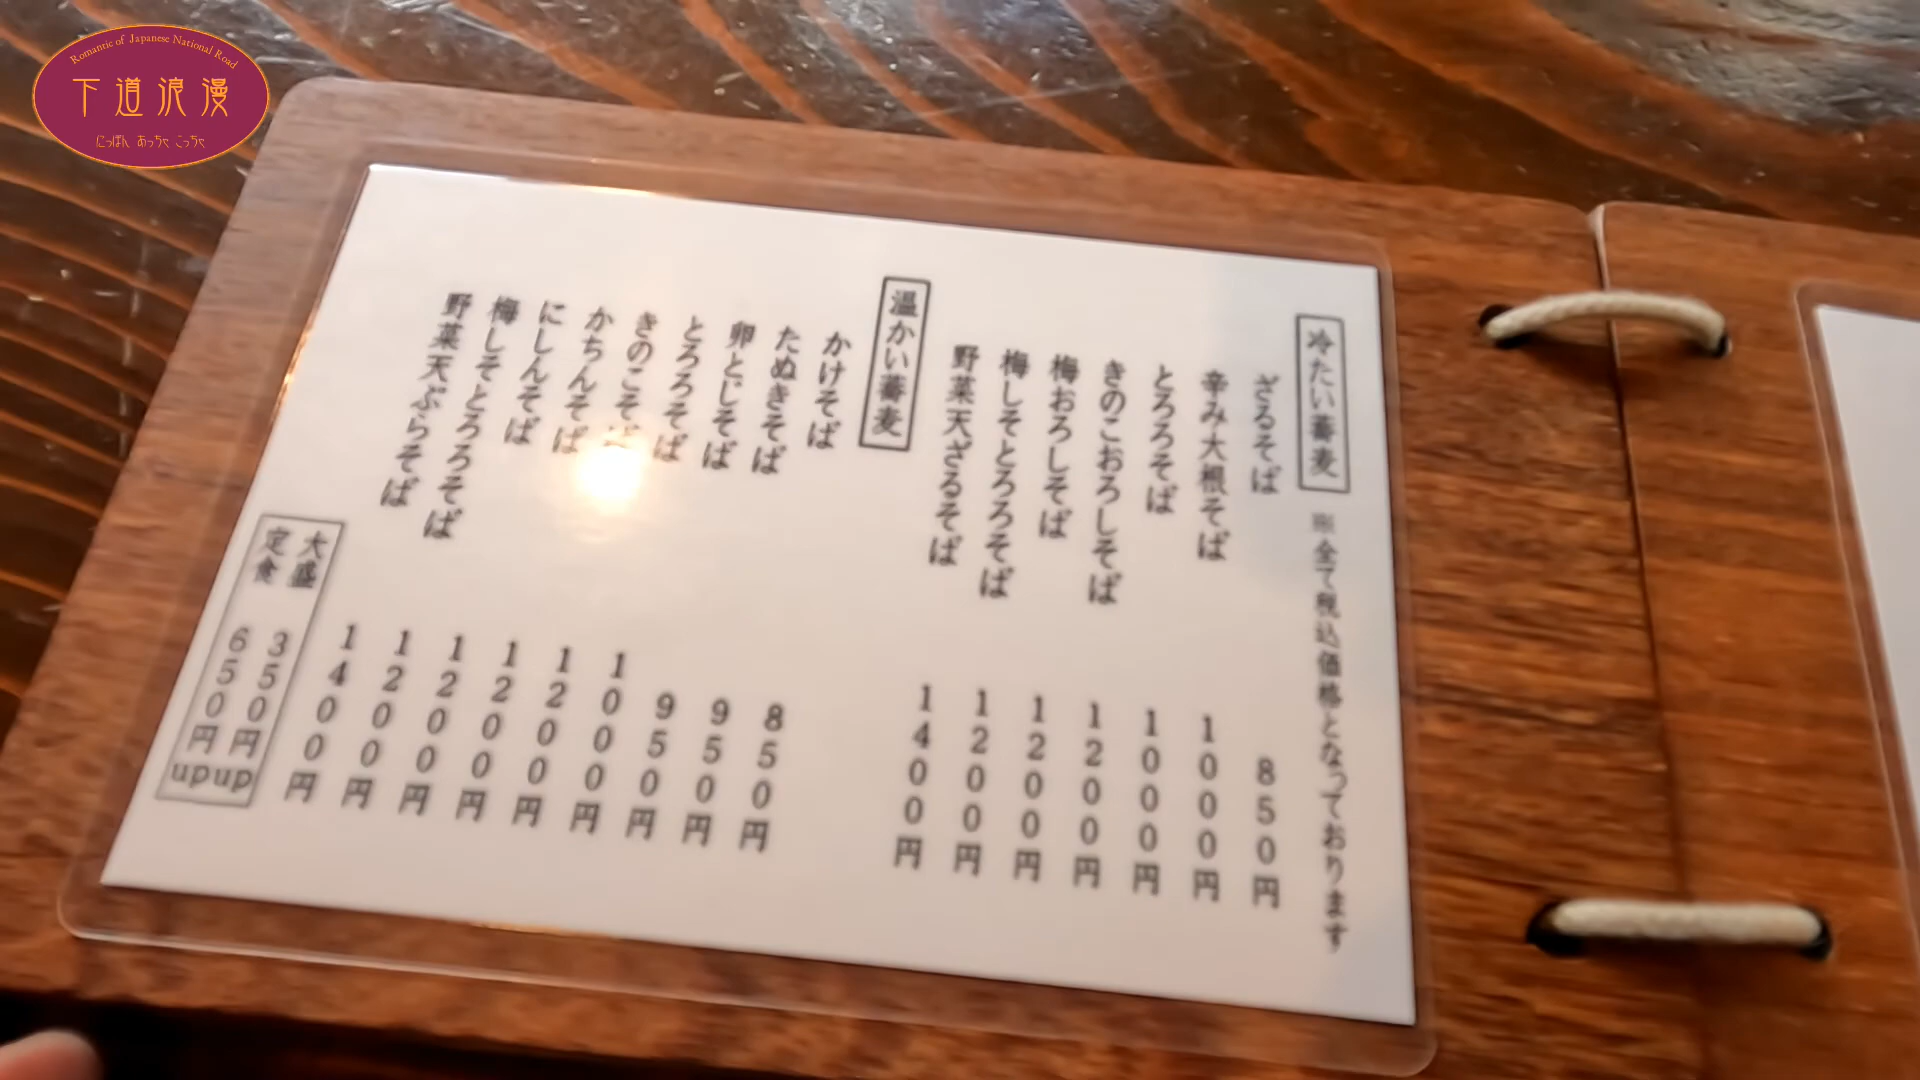 Romantic of Japanese National Road
下道浪漫
にっぽん あっちゃ こっちゃ
冷たい蕎麦 ※全て税込価格となっております
ざるそば 850円
辛み大根そば 1000円
とろろそば 1000円
きのこおろしそば 1200円
梅おろしそば 1200円
梅しそとろろそば 1200円
野菜天ざるそば 1400円
温かい蕎麦
かけそば 850円
たぬきそば 950円
卵とじそば 950円
とろろそば 1000円
きのこそば 1200円
かちんそば 1200円
にしんそば 1200円
梅しそとろろそば 1200円
野菜天ぷらそば 1400円
大盛 350円up
定食 650円up